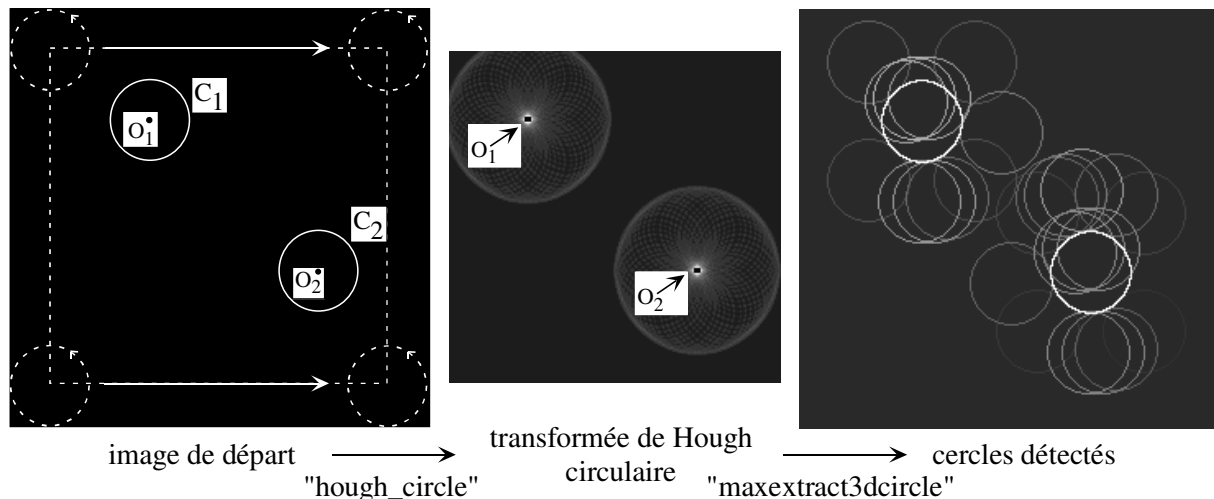 C1
O1
C2
O2
O1
O2
image de départ
"hough_circle"
transformée de Hough
circulaire
"maxextract3dcircle"
cercles détectés